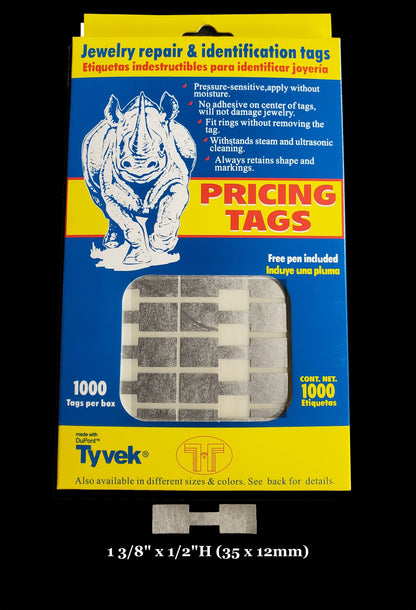 Jewelry repair & identification tags
Etiquetas indestructibles para identificar joyería
Pressure-sensitive,apply without
moisture.
No adhesive on center of tags,
will not damage jewelry.
Fit rings without removing the
tag.
Withstands steam and ultrasonic
cleaning.
Always retains shape and
markings.
PRICING
TAGS
Free pen included
Incluye una pluma
1000
Tags per box
CONT. NET.
1000
Etiquetas
made with
DuPont™
Tyvek®
Also available in different sizes & colors. See back for details.
1 3/8" x 1/2"H (35 x 12mm)